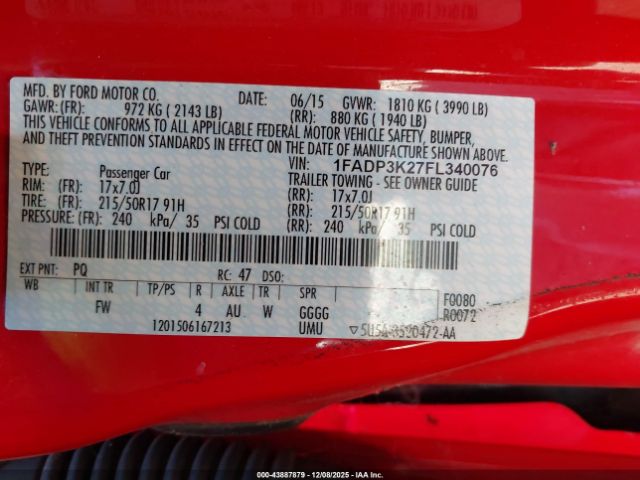 MFD. BY FORD MOTOR CO.
DATE: 06/15 GVWR: 1810 KG ( 3990 LB)
GAWR: (FR): 972 KG ( 2143 LB) (RR): 880 KG ( 1940 LB)
THIS VEHICLE CONFORMS TO ALL APPLICABLE FEDERAL MOTOR VEHICLE SAFETY, BUMPER,
AND THEFT PREVENTION STANDARDS IN EFFECT ON THE DATE OF MANUFACTURE SHOWN ABOVE.
VIN: 1FADP3K27FL340076
TYPE: Passenger Car TRAILER TOWING - SEE OWNER GUIDE
RIM: (FR): 17x7.0J (RR): 17x7.0J
TIRE: (FR): 215/50R17 91H (RR): 215/50R17 91H
PRESSURE: (FR): 240 kPa/ 35 PSI COLD (RR): 240 kPa/ 35 PSI COLD
EXT PNT: PQ RC: 47 DSO:
WB INT TR TP/PS R AXLE TR SPR
FW 4 AU W GGGG
F0080
R0072
1201506167213 UMU
000-43887879 | 12/08/2025 | IAA Inc.